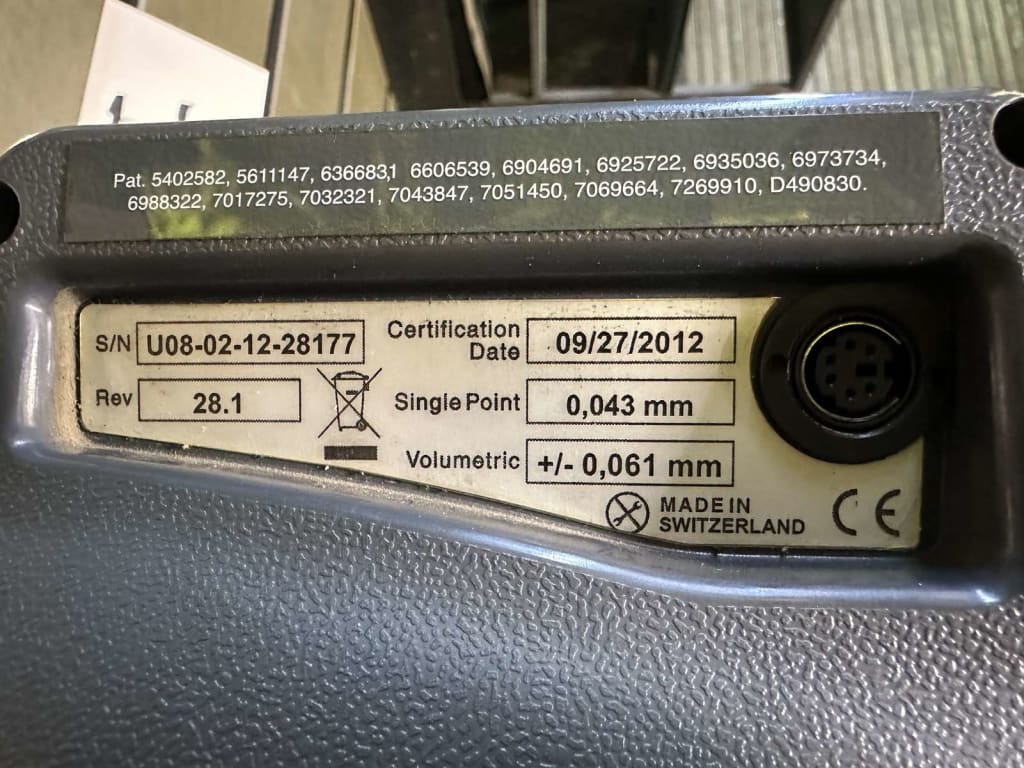 Pat. 5402582, 5611147, 6366831 6606539, 6904691, 6925722, 6935036, 6973734,
6988322, 7017275, 7032321, 7043847, 7051450, 7069664, 7269910, D490830.
S/N U08-02-12-28177
Rev 28.1
Certification
Date 09/27/2012
Single Point 0,043 mm
Volumetric +/- 0,061 mm
MADE IN
SWITZERLAND
CE